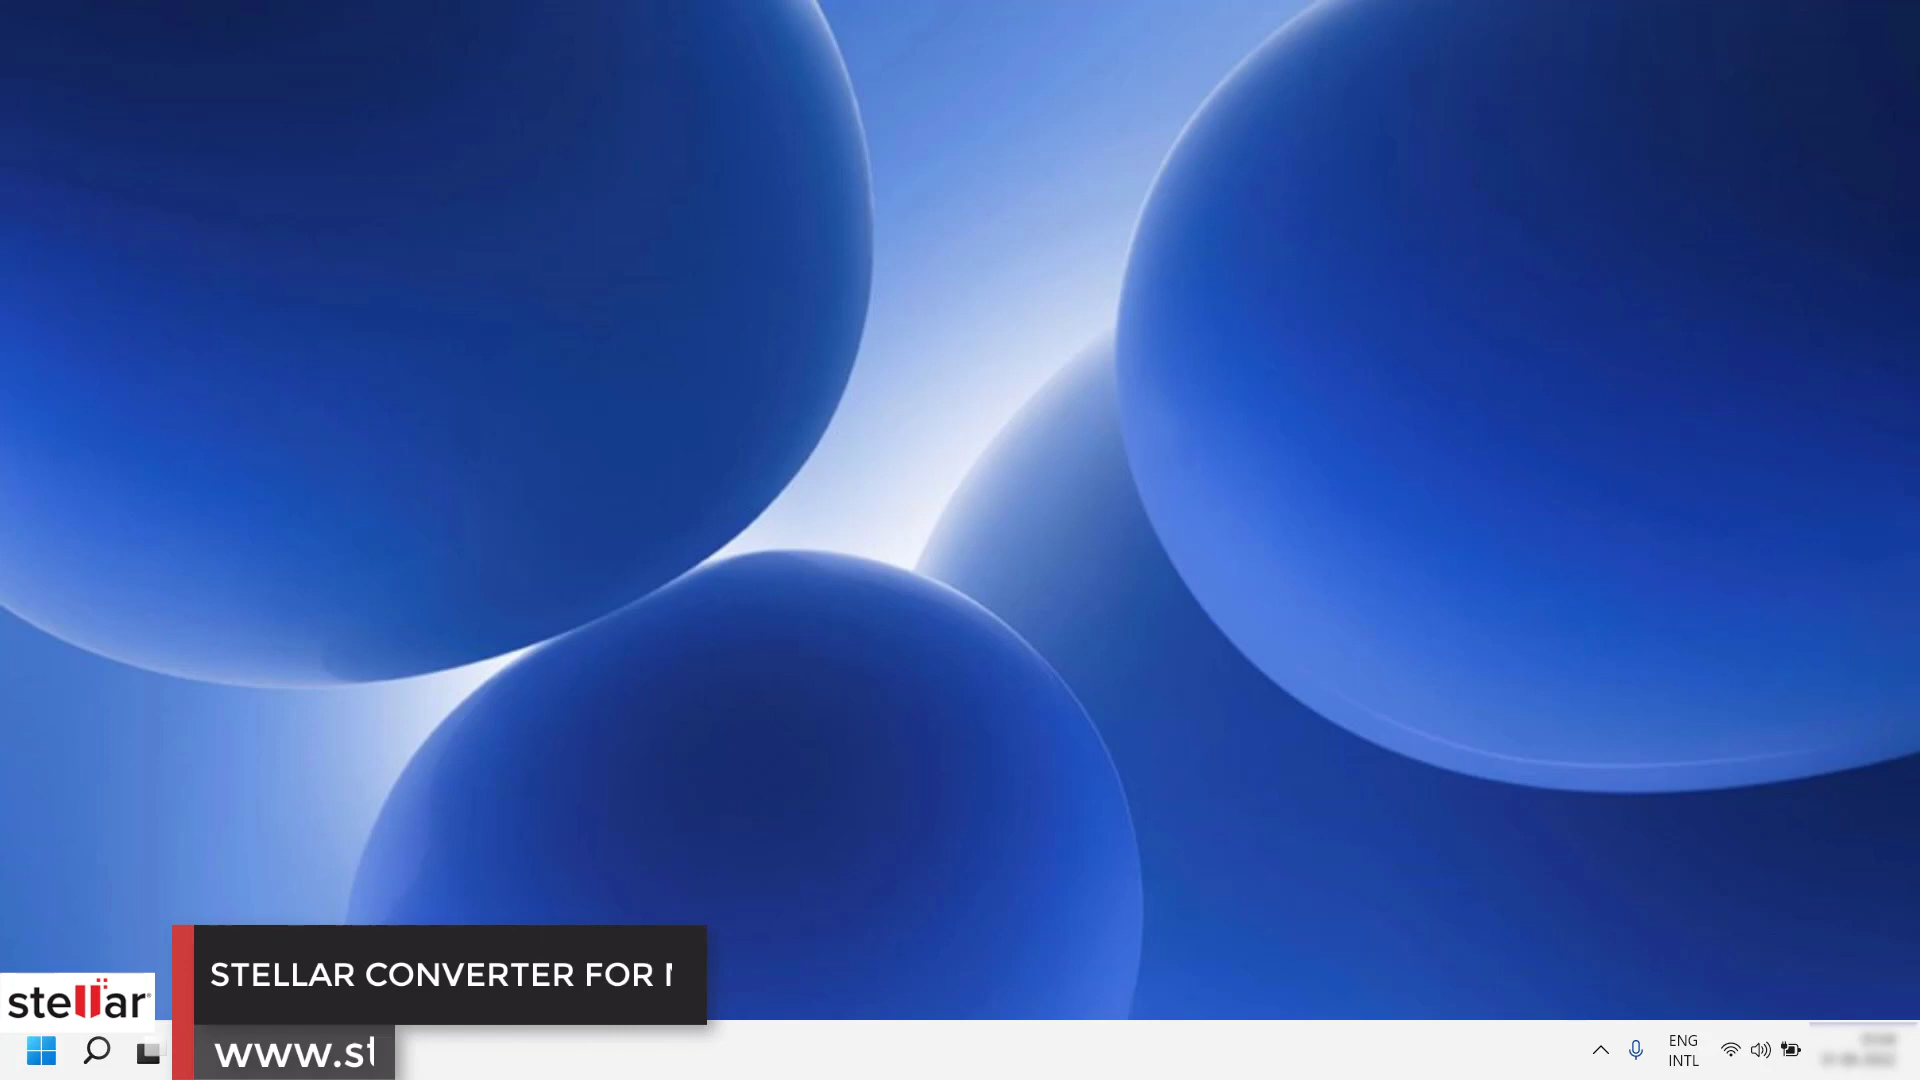 STELLAR CONVERTER FOR
stellar
www.st
ENG
INTL